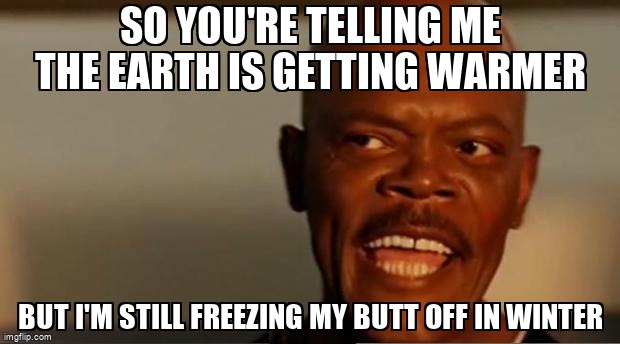 SO YOU'RE TELLING ME
THE EARTH IS GETTING WARMER
BUT I'M STILL FREEZING MY BUTT OFF IN WINTER
imgflip.com